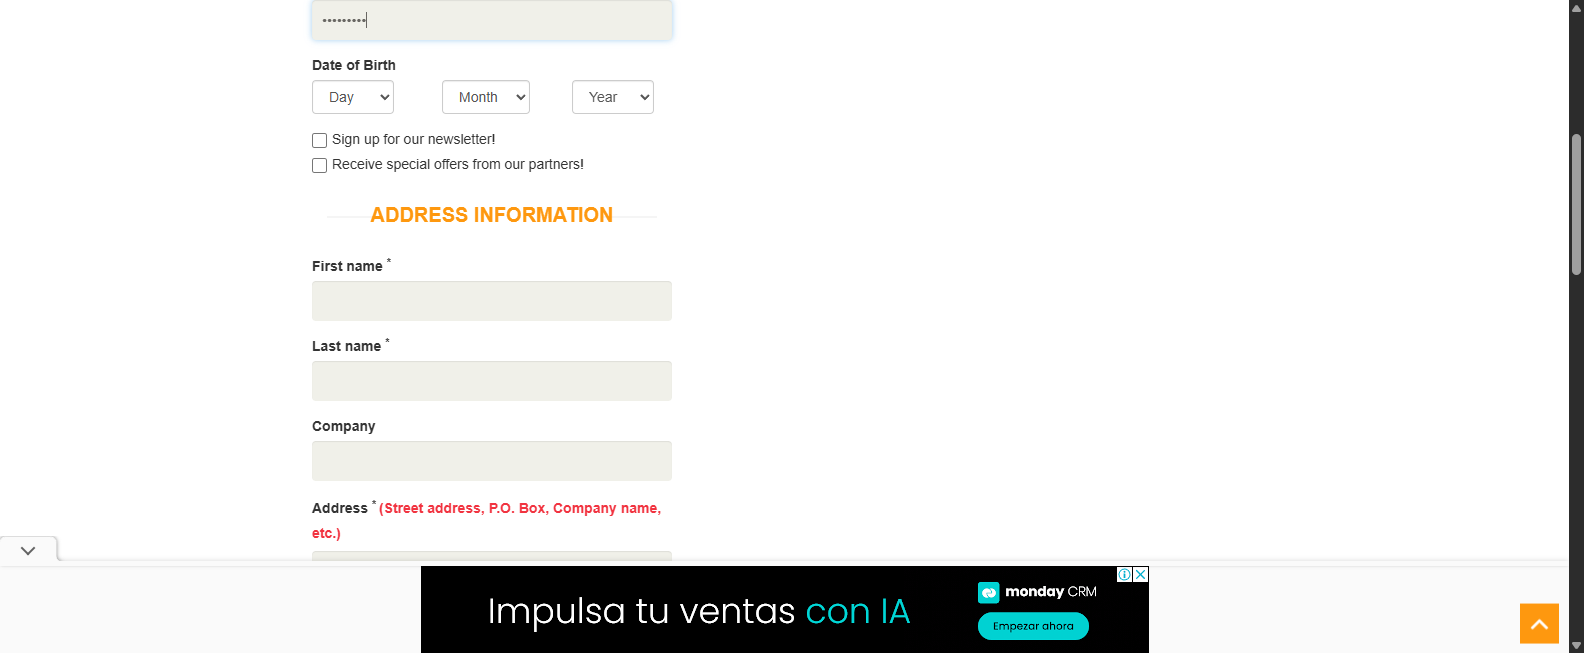 •••••••••
Date of Birth
Day Month Year
Sign up for our newsletter!
Receive special offers from our partners!
ADDRESS INFORMATION
First name *
Last name *
Company
Address * (Street address, P.O. Box, Company name,
etc.)
Impulsa tu ventas con IA
monday CRM
Empezar ahora